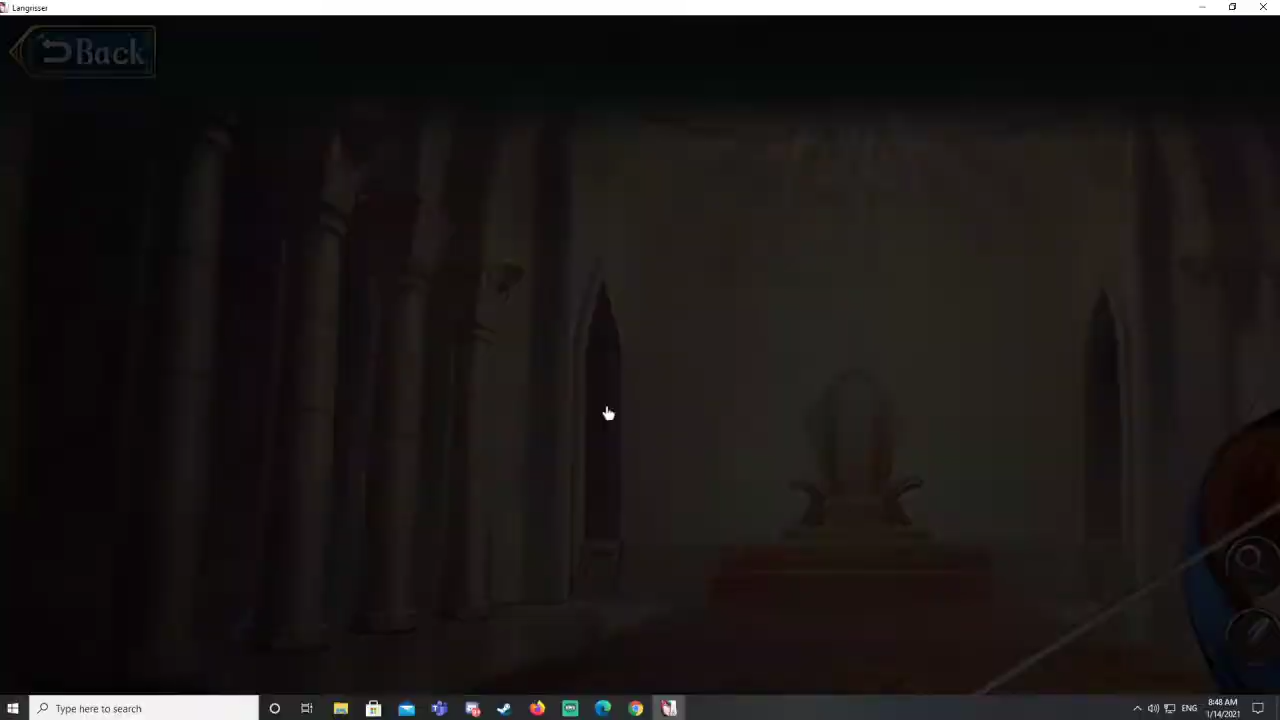 Langrisser
Back
Type here to search
ENG
8:48 AM
1/14/2021